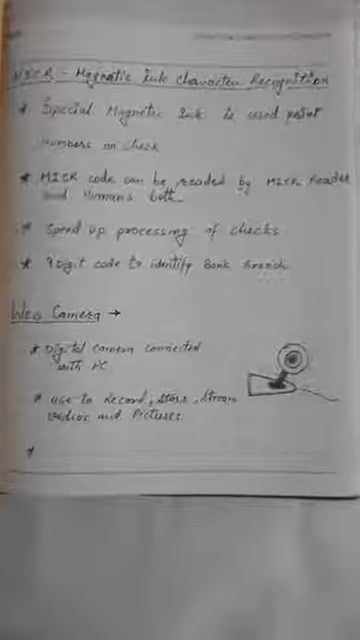 MICR - Magnetic Ink Character Recognition
* Special Magnetic Ink is used print
numbers on check
* MICR code can be readed by MICR Reader
and Humans both.
* Speed up processing of checks
* 9 Digit code to identify Bank Branch
Web Camera →
* Digital camera connected
with PC
* use to Record, store, stream
vedios and Pictures
*